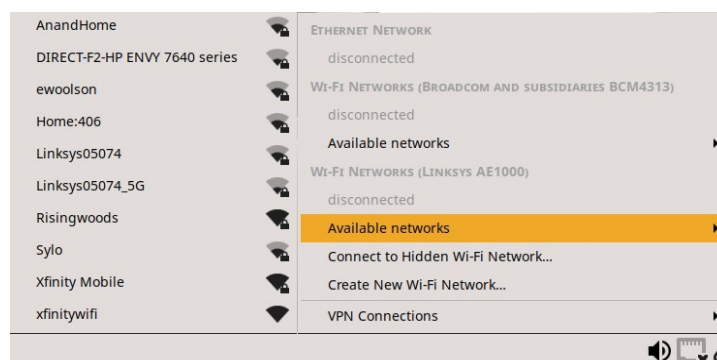 AnandHome
DIRECT-F2-HP ENVY 7640 series
ewoolson
Home:406
Linksys05074
Linksys05074_5G
Risingwoods
Sylo
Xfinity Mobile
xfinitywifi
Ethernet Network
disconnected
Wi-Fi Networks (Broadcom and subsidiaries BCM4313)
disconnected
Available networks
Wi-Fi Networks (Linksys AE1000)
disconnected
Available networks
Connect to Hidden Wi-Fi Network...
Create New Wi-Fi Network...
VPN Connections